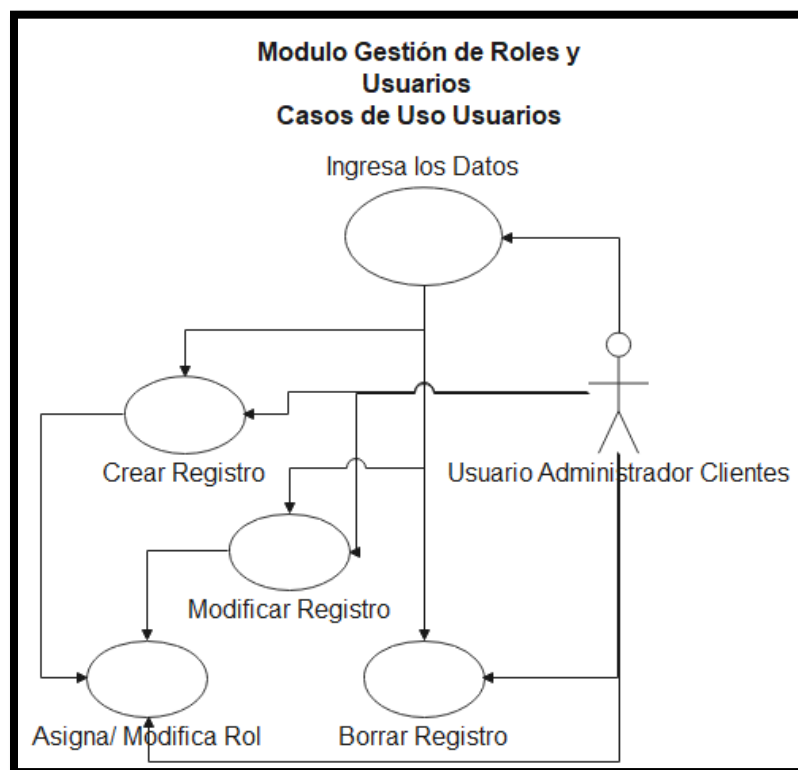 Modulo Gestión de Roles y
Usuarios
Casos de Uso Usuarios
Ingresa los Datos
Crear Registro
Usuario Administrador Clientes
Modificar Registro
Asigna/ Modifica Rol
Borrar Registro